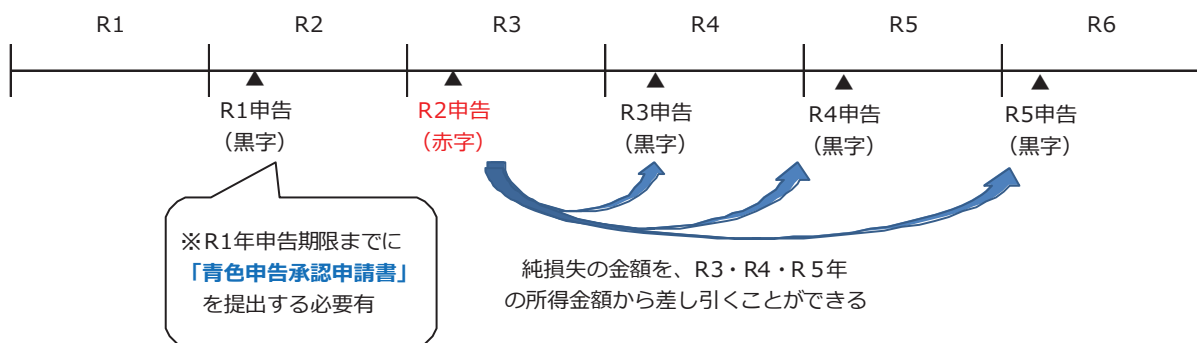 R1 R2 R3 R4 R5 R6
R1申告
(黒字)
R2申告
(赤字)
R3申告
(黒字)
R4申告
(黒字)
R5申告
(黒字)
※R1年申告期限までに
「青色申告承認申請書」
を提出する必要有
純損失の金額を、R3・R4・R５年
の所得金額から差し引くことができる